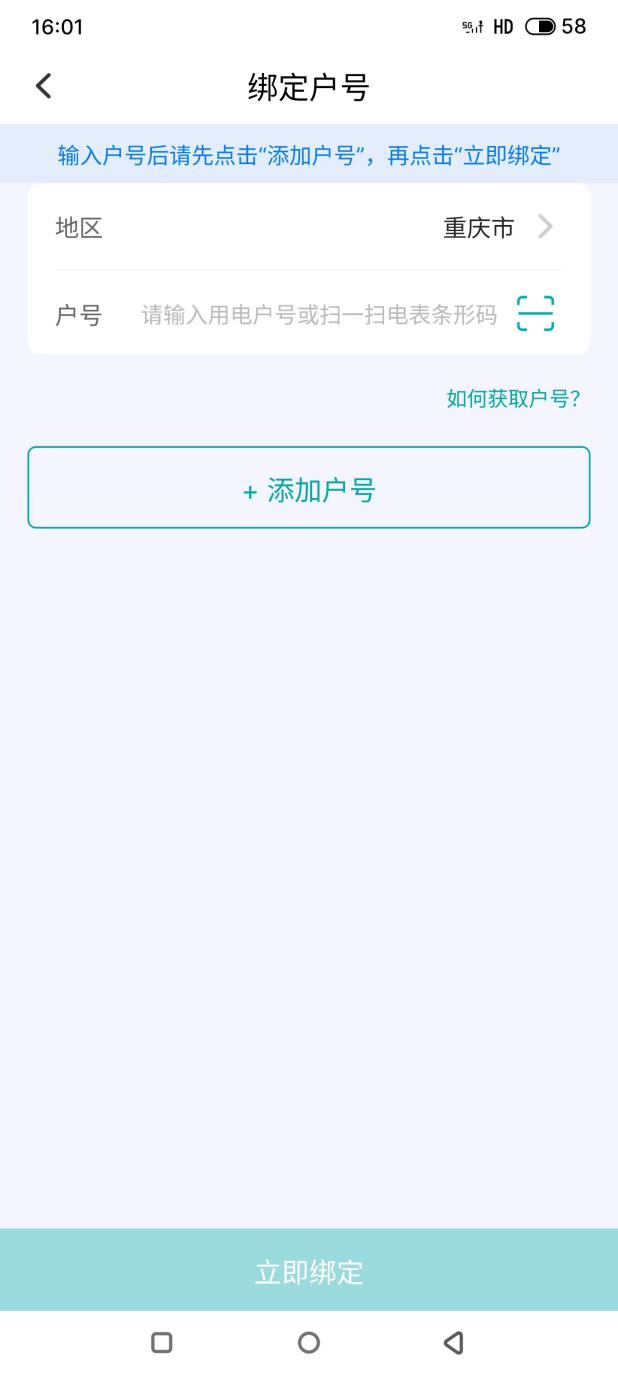 16:01
5G HD 58
绑定户号
输入户号后请先点击“添加户号”，再点击“立即绑定”
地区 重庆市
户号 请输入用电户号或扫一扫电表条形码
如何获取户号?
+ 添加户号
立即绑定